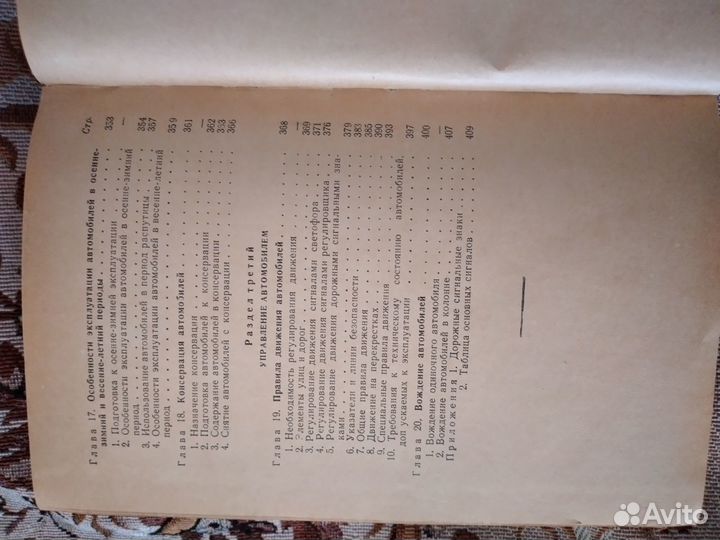 Стр.
Глава 17. Особенности эксплуатации автомобилей в осенне-
зимний и весенне-летний периоды . . . . . . . . 353
1. Подготовка к осенне-зимней эксплуатации . . . . . . —
2. Особенности эксплуатации автомобилей в осенне-зимний
период . . . . . . . . . . . . . . . 354
3. Использование автомобилей в период распутицы . . . . 357
4. Особенности эксплуатации автомобилей в весенне-летний
период . . . . . . . . . . . . . . . 359
Глава 18. Консервация автомобилей . . . . . . . . . 361
1. Назначение консервации . . . . . . . . . . . —
2. Подготовка автомобилей к консервации . . . . . . . 362
3. Содержание автомобилей в консервации . . . . . . . 353
4. Снятие автомобилей с консервации . . . . . . . . 366
Раздел третий
УПРАВЛЕНИЕ АВТОМОБИЛЕМ
Глава 19. Правила движения автомобилей . . . . . . . 368
1. Необходимость регулирования движения . . . . . . . —
2. Элементы улиц и дорог . . . . . . . . . . . 369
3. Регулирование движения сигналами светофора . . . . . 371
4. Регулирование движения сигналами регулировщика . . . 376
5. Регулирование движения дорожными сигнальными зна-
ками . . . . . . . . . . . . . . . . 379
6. Указатели и линии безопасности . . . . . . . . . 383
7. Общие правила движения . . . . . . . . . . . 385
8. Движение на перекрестках . . . . . . . . . . . 390
9. Специальные правила движения . . . . . . . . . 393
10. Требования к техническому состоянию автомобилей,
допускаемых к эксплуатации . . . . . . . . . . 397
Глава 20. Вождение автомобилей . . . . . . . . . . 400
1. Вождение одиночного автомобиля . . . . . . . . . —
2. Вождение автомобилей в колонне . . . . . . . . . 407
Приложения 1. Дорожные сигнальные знаки
2. Таблица основных сигналов . . . . . . . . 409
Avito